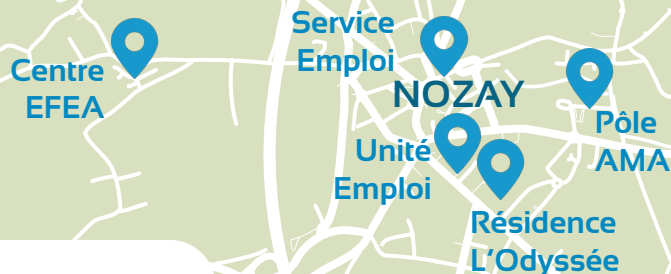 Service
Emploi
Centre
EFEA
NOZAY
Pôle
AMA
Unité
Emploi
Résidence
L'Odyssée